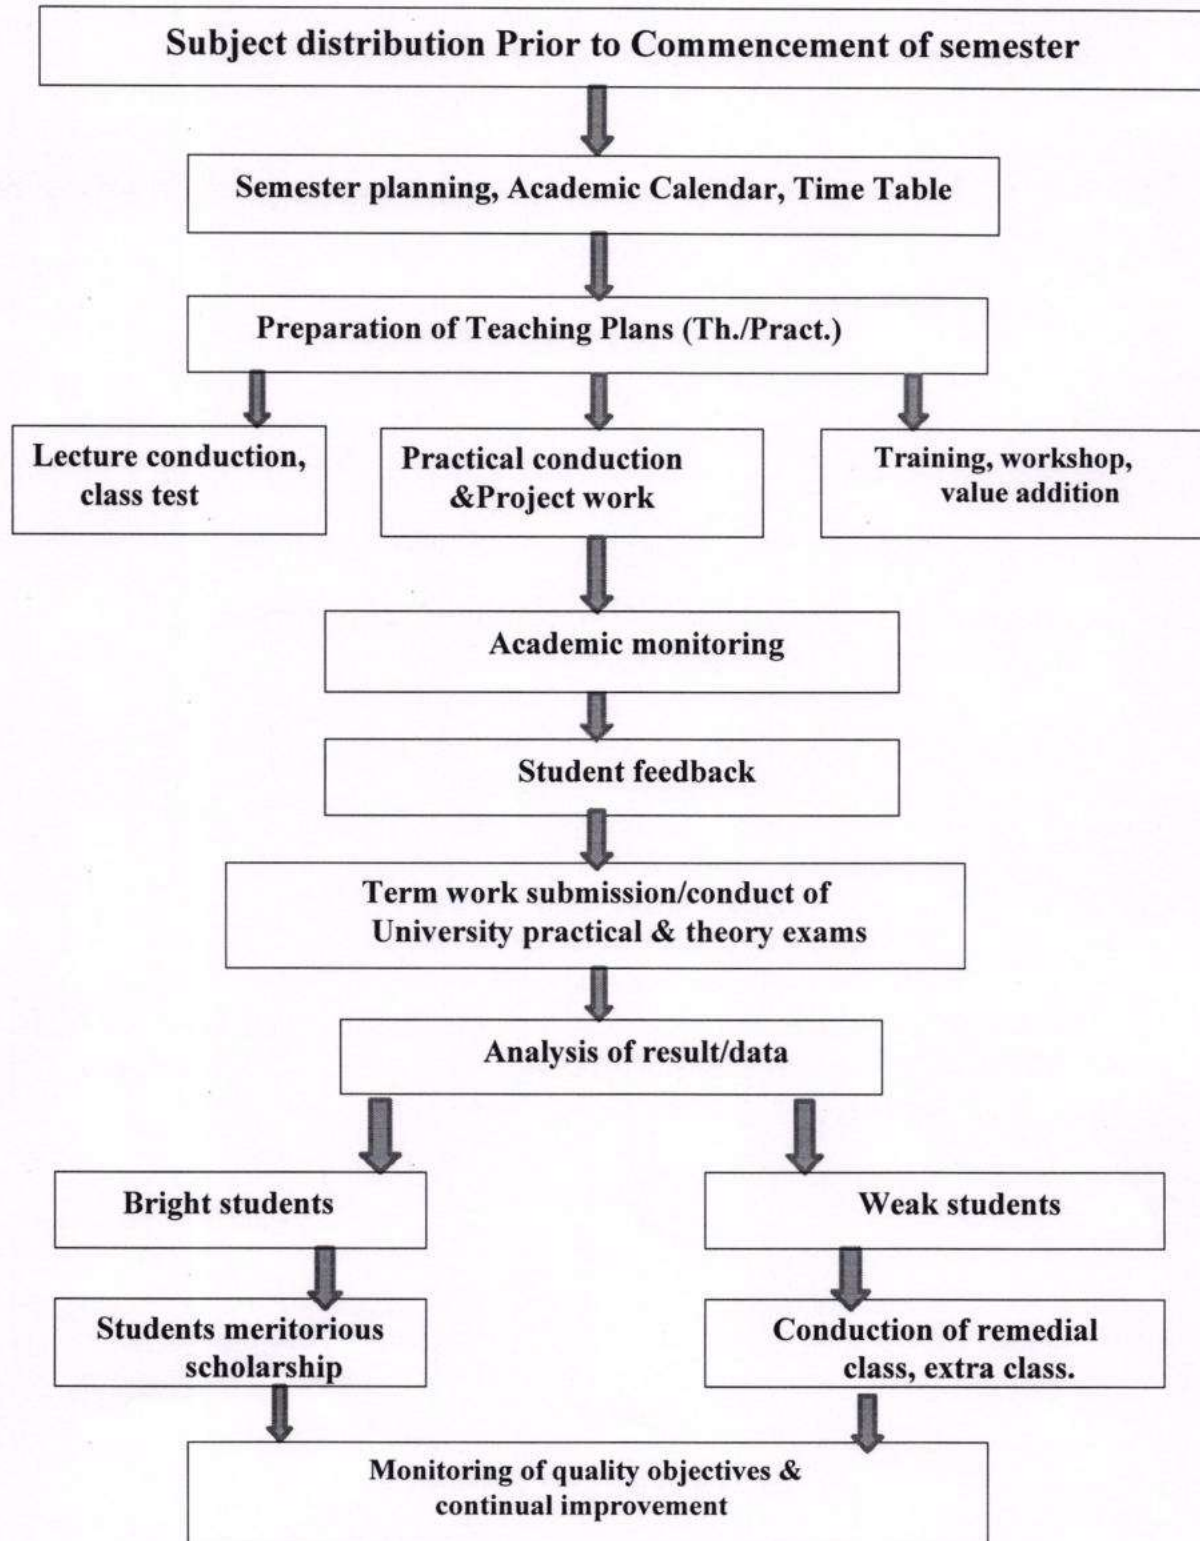 Subject distribution Prior to Commencement of semester
Semester planning, Academic Calendar, Time Table
Preparation of Teaching Plans (Th./Pract.)
Lecture conduction,
class test
Practical conduction
&Project work
Training, workshop,
value addition
Academic monitoring
Student feedback
Term work submission/conduct of
University practical & theory exams
Analysis of result/data
Bright students
Weak students
Students meritorious
scholarship
Conduction of remedial
class, extra class.
Monitoring of quality objectives &
continual improvement